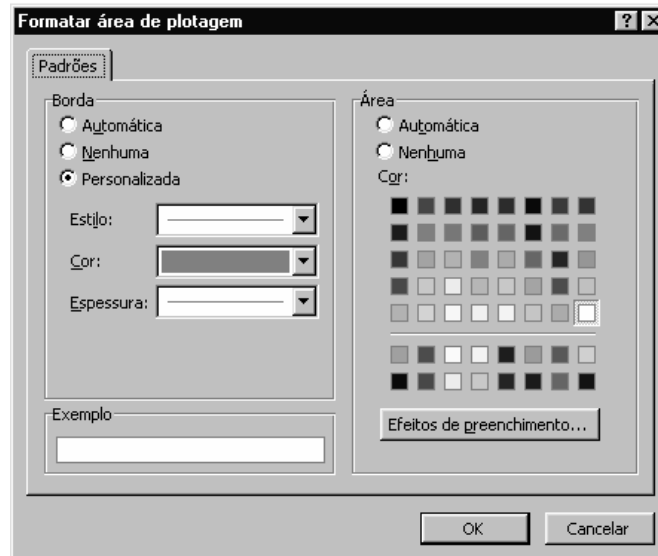 Formatar área de plotagem
Padrões
Borda
Automática
Nenhuma
Personalizada
Estilo:
Cor:
Espessura:
Exemplo
Área
Automática
Nenhuma
Cor:
Efeitos de preenchimento...
OK
Cancelar